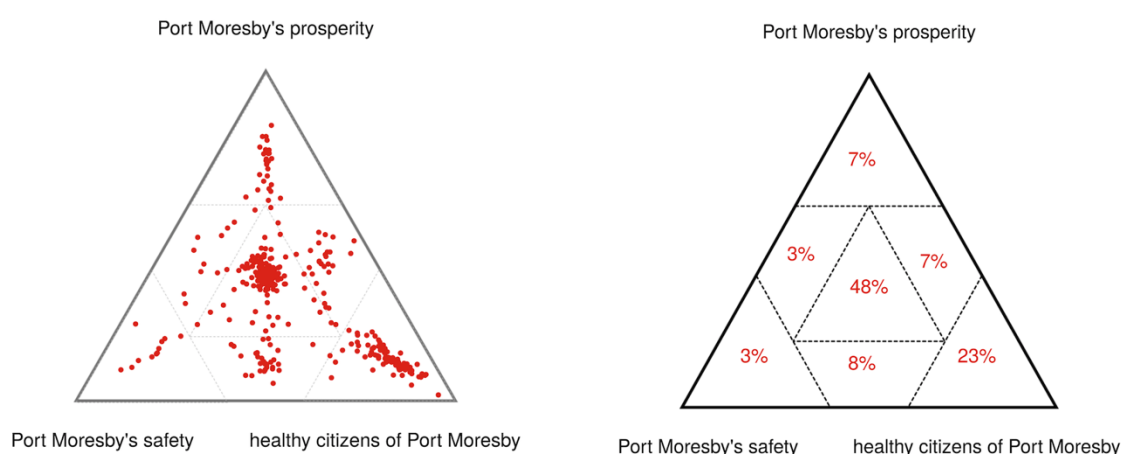 Port Moresby's prosperity
Port Moresby's safety
healthy citizens of Port Moresby
Port Moresby's prosperity
7%
3%
7%
48%
3%
8%
23%
Port Moresby's safety
healthy citizens of Port Moresby